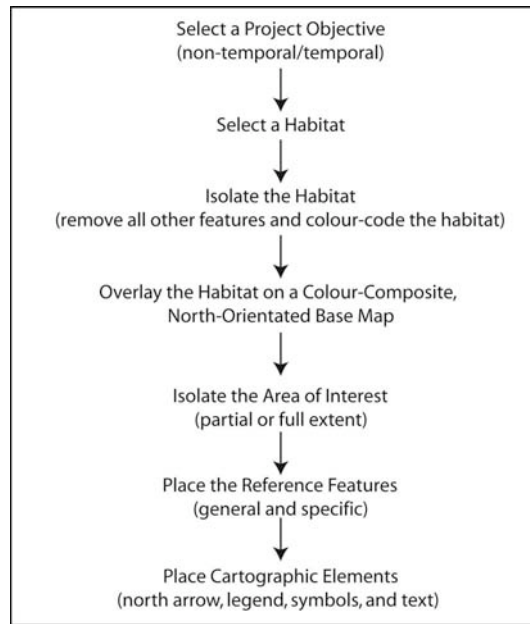 Select a Project Objective
(non-temporal/temporal)
Select a Habitat
Isolate the Habitat
(remove all other features and colour-code the habitat)
Overlay the Habitat on a Colour-Composite,
North-Orientated Base Map
Isolate the Area of Interest
(partial or full extent)
Place the Reference Features
(general and specific)
Place Cartographic Elements
(north arrow, legend, symbols, and text)